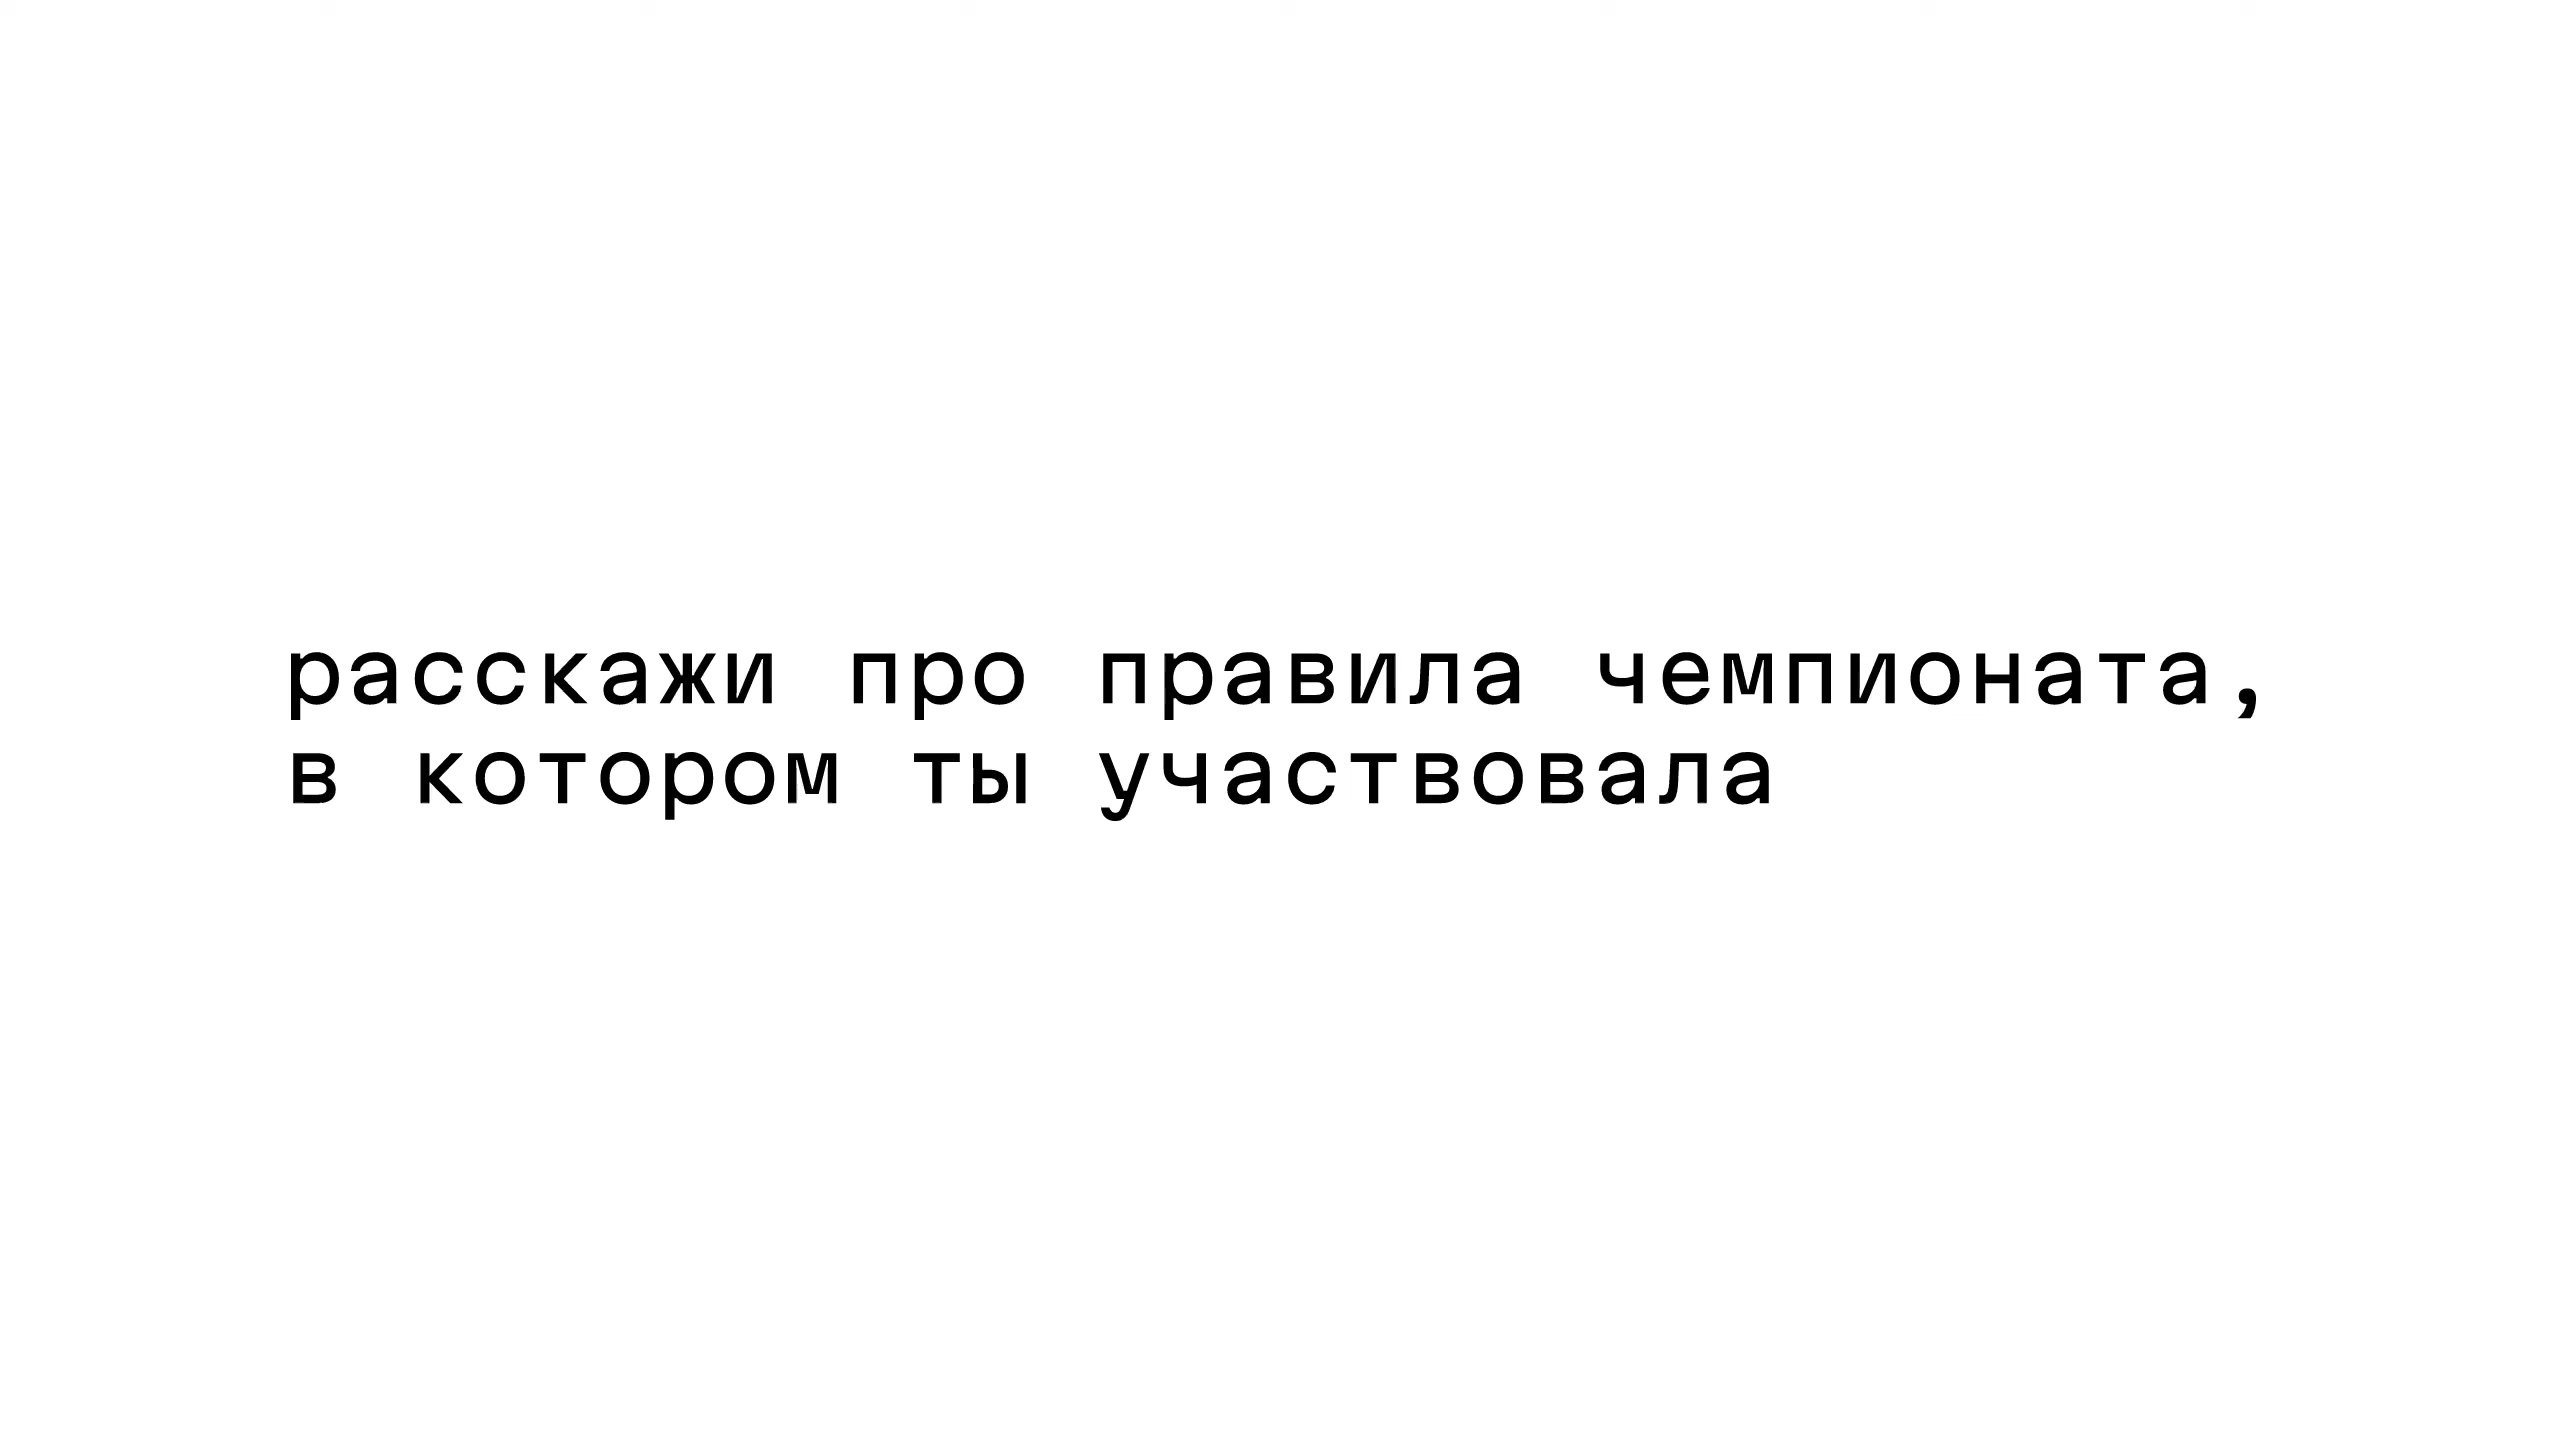 расскажи про правила чемпионата,
в котором ты участвовала